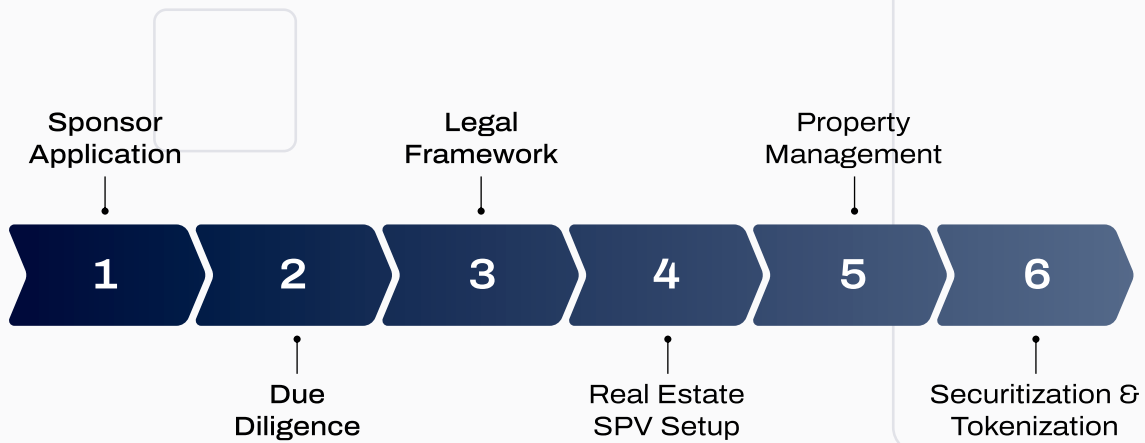 Sponsor
Application
Legal
Framework
Property
Management
1
2
3
4
5
6
Due
Diligence
Real Estate
SPV Setup
Securitization &
Tokenization